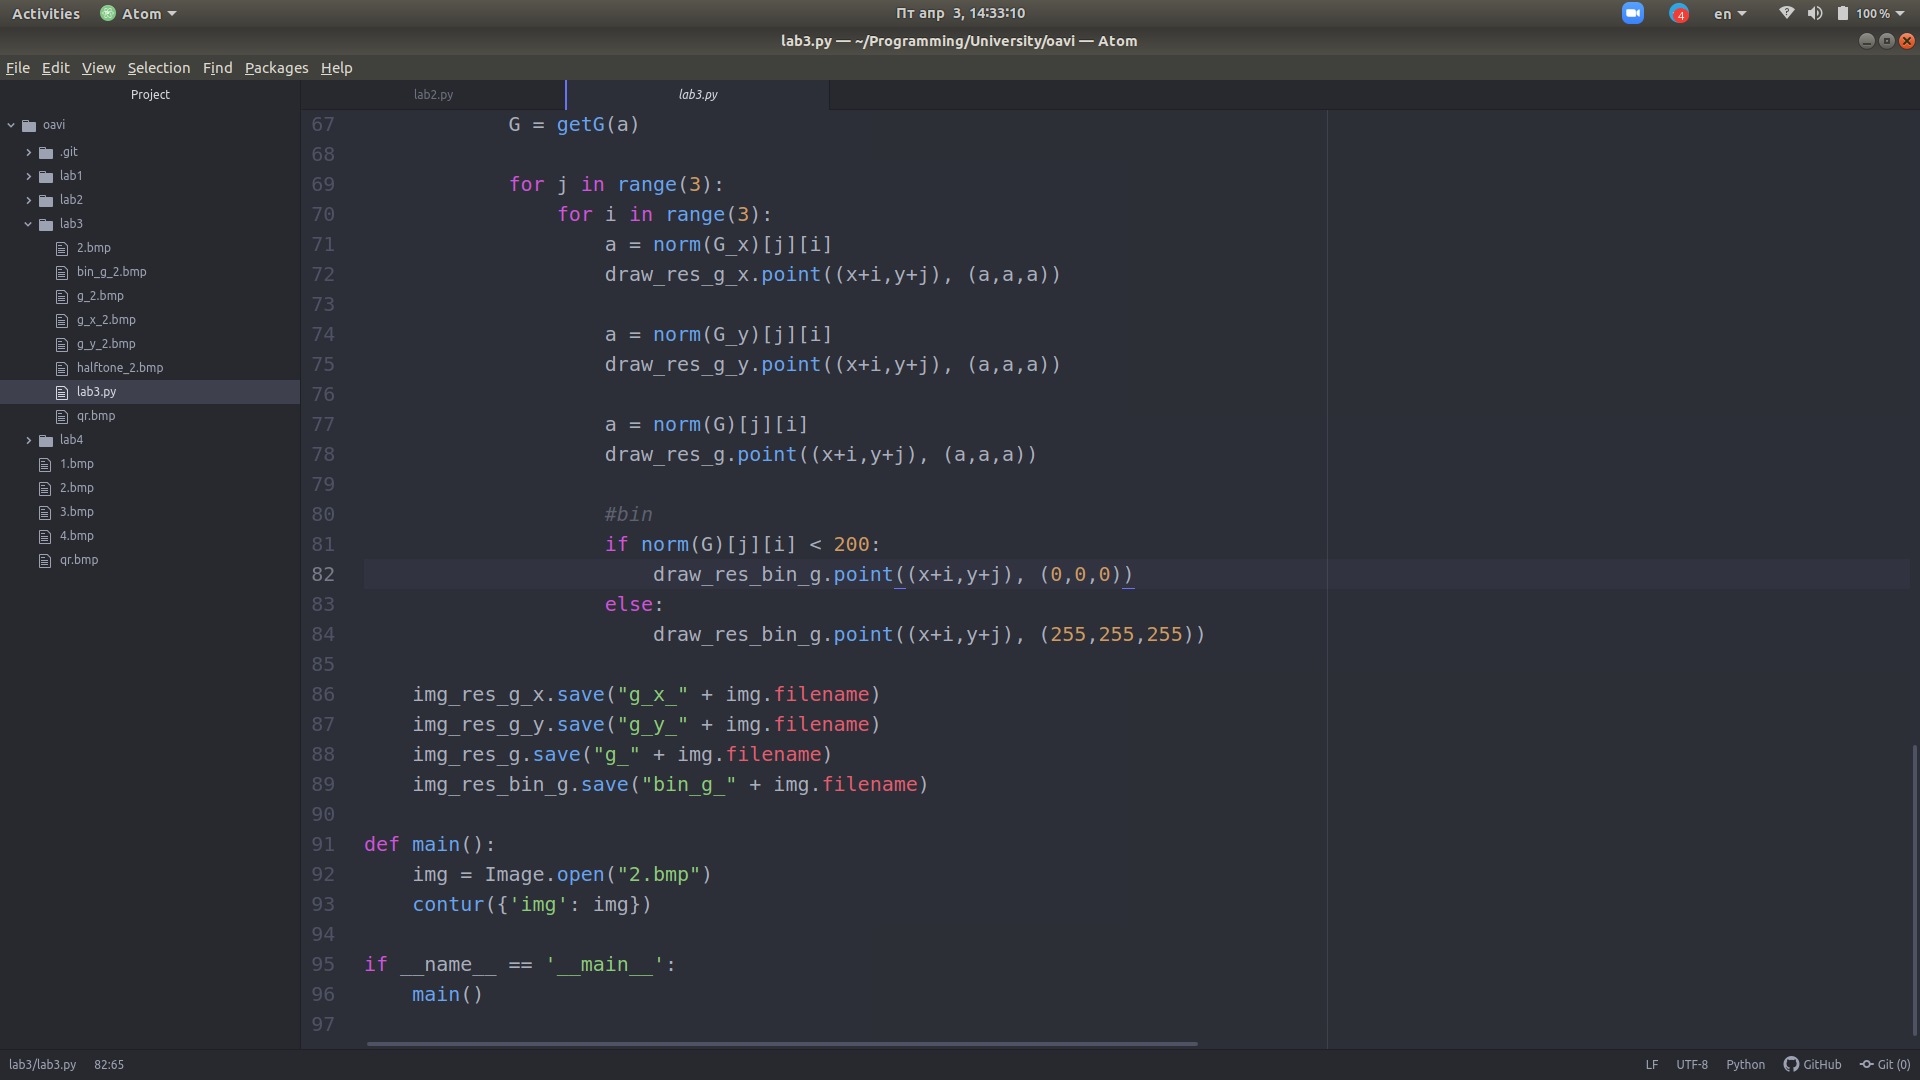 Activities Atom Пт апр 3, 14:33:10 4 en 100 %
lab3.py — ~/Programming/University/oavi — Atom
File Edit View Selection Find Packages Help
Project
oavi
.git
lab1
lab2
lab3
2.bmp
bin_g_2.bmp
g_2.bmp
g_x_2.bmp
g_y_2.bmp
halftone_2.bmp
lab3.py
qr.bmp
lab4
1.bmp
2.bmp
3.bmp
4.bmp
qr.bmp
lab2.py lab3.py
67             G = getG(a)
68
69             for j in range(3):
70                 for i in range(3):
71                     a = norm(G_x)[j][i]
72                     draw_res_g_x.point((x+i,y+j), (a,a,a))
73
74                     a = norm(G_y)[j][i]
75                     draw_res_g_y.point((x+i,y+j), (a,a,a))
76
77                     a = norm(G)[j][i]
78                     draw_res_g.point((x+i,y+j), (a,a,a))
79
80                     #bin
81                     if norm(G)[j][i] < 200:
82                         draw_res_bin_g.point((x+i,y+j), (0,0,0))
83                     else:
84                         draw_res_bin_g.point((x+i,y+j), (255,255,255))
85
86     img_res_g_x.save("g_x_" + img.filename)
87     img_res_g_y.save("g_y_" + img.filename)
88     img_res_g.save("g_" + img.filename)
89     img_res_bin_g.save("bin_g_" + img.filename)
90
91 def main():
92     img = Image.open("2.bmp")
93     contur({'img': img})
94
95 if __name__ == '__main__':
96     main()
97
lab3/lab3.py 82:65 LF UTF-8 Python GitHub Git (0)